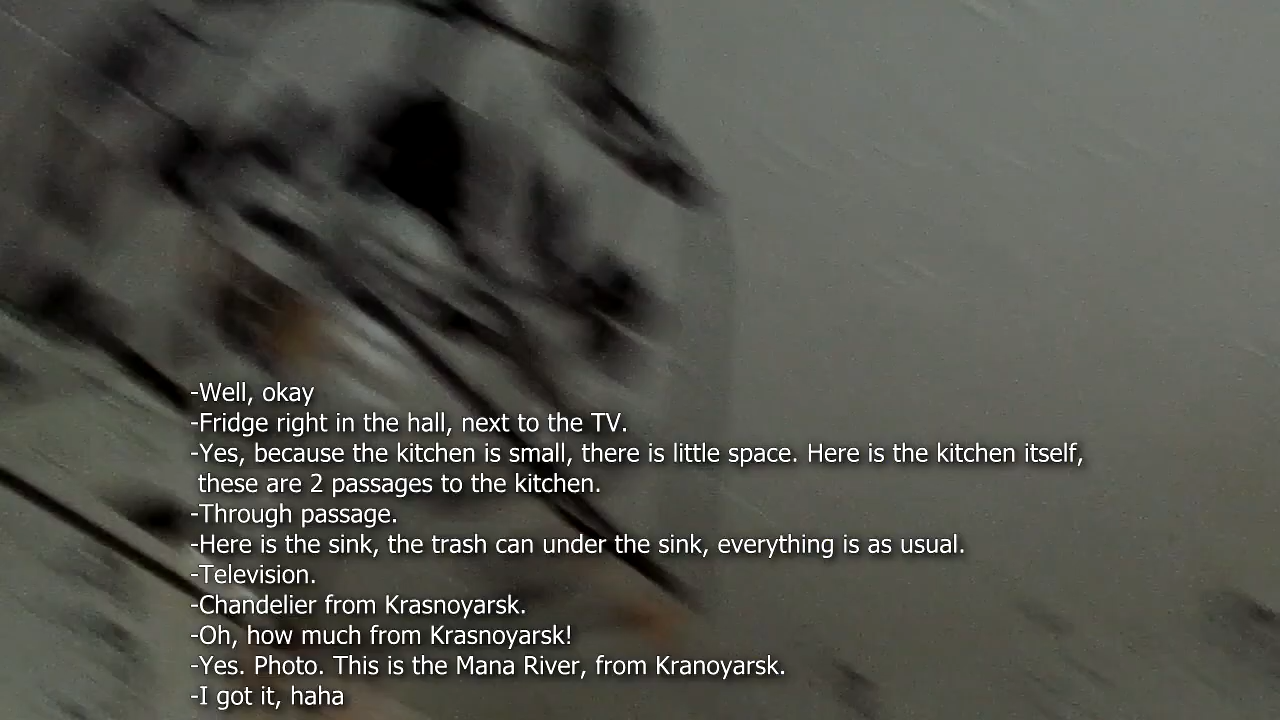 -Well, okay
-Fridge right in the hall, next to the TV.
-Yes, because the kitchen is small, there is little space. Here is the kitchen itself,
these are 2 passages to the kitchen.
-Through passage.
-Here is the sink, the trash can under the sink, everything is as usual.
-Television.
-Chandelier from Krasnoyarsk.
-Oh, how much from Krasnoyarsk!
-Yes. Photo. This is the Mana River, from Kranoyarsk.
-I got it, haha